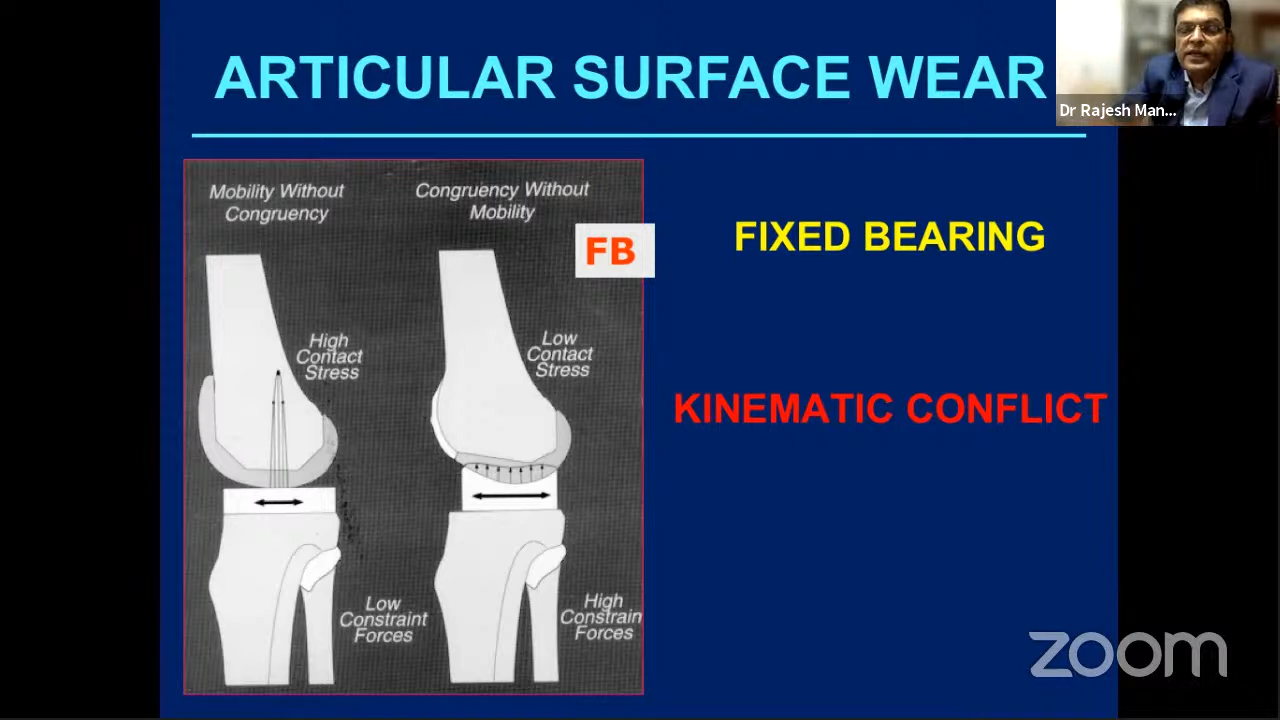 ARTICULAR SURFACE WEAR
Dr Rajesh Man...
Mobility Without
Congruency
Congruency Without
Mobility
FB
FIXED BEARING
High
Contact
Stress
Low
Contact
Stress
KINEMATIC CONFLICT
Low
Constraint
Forces
High
Constrain
Forces
zoom